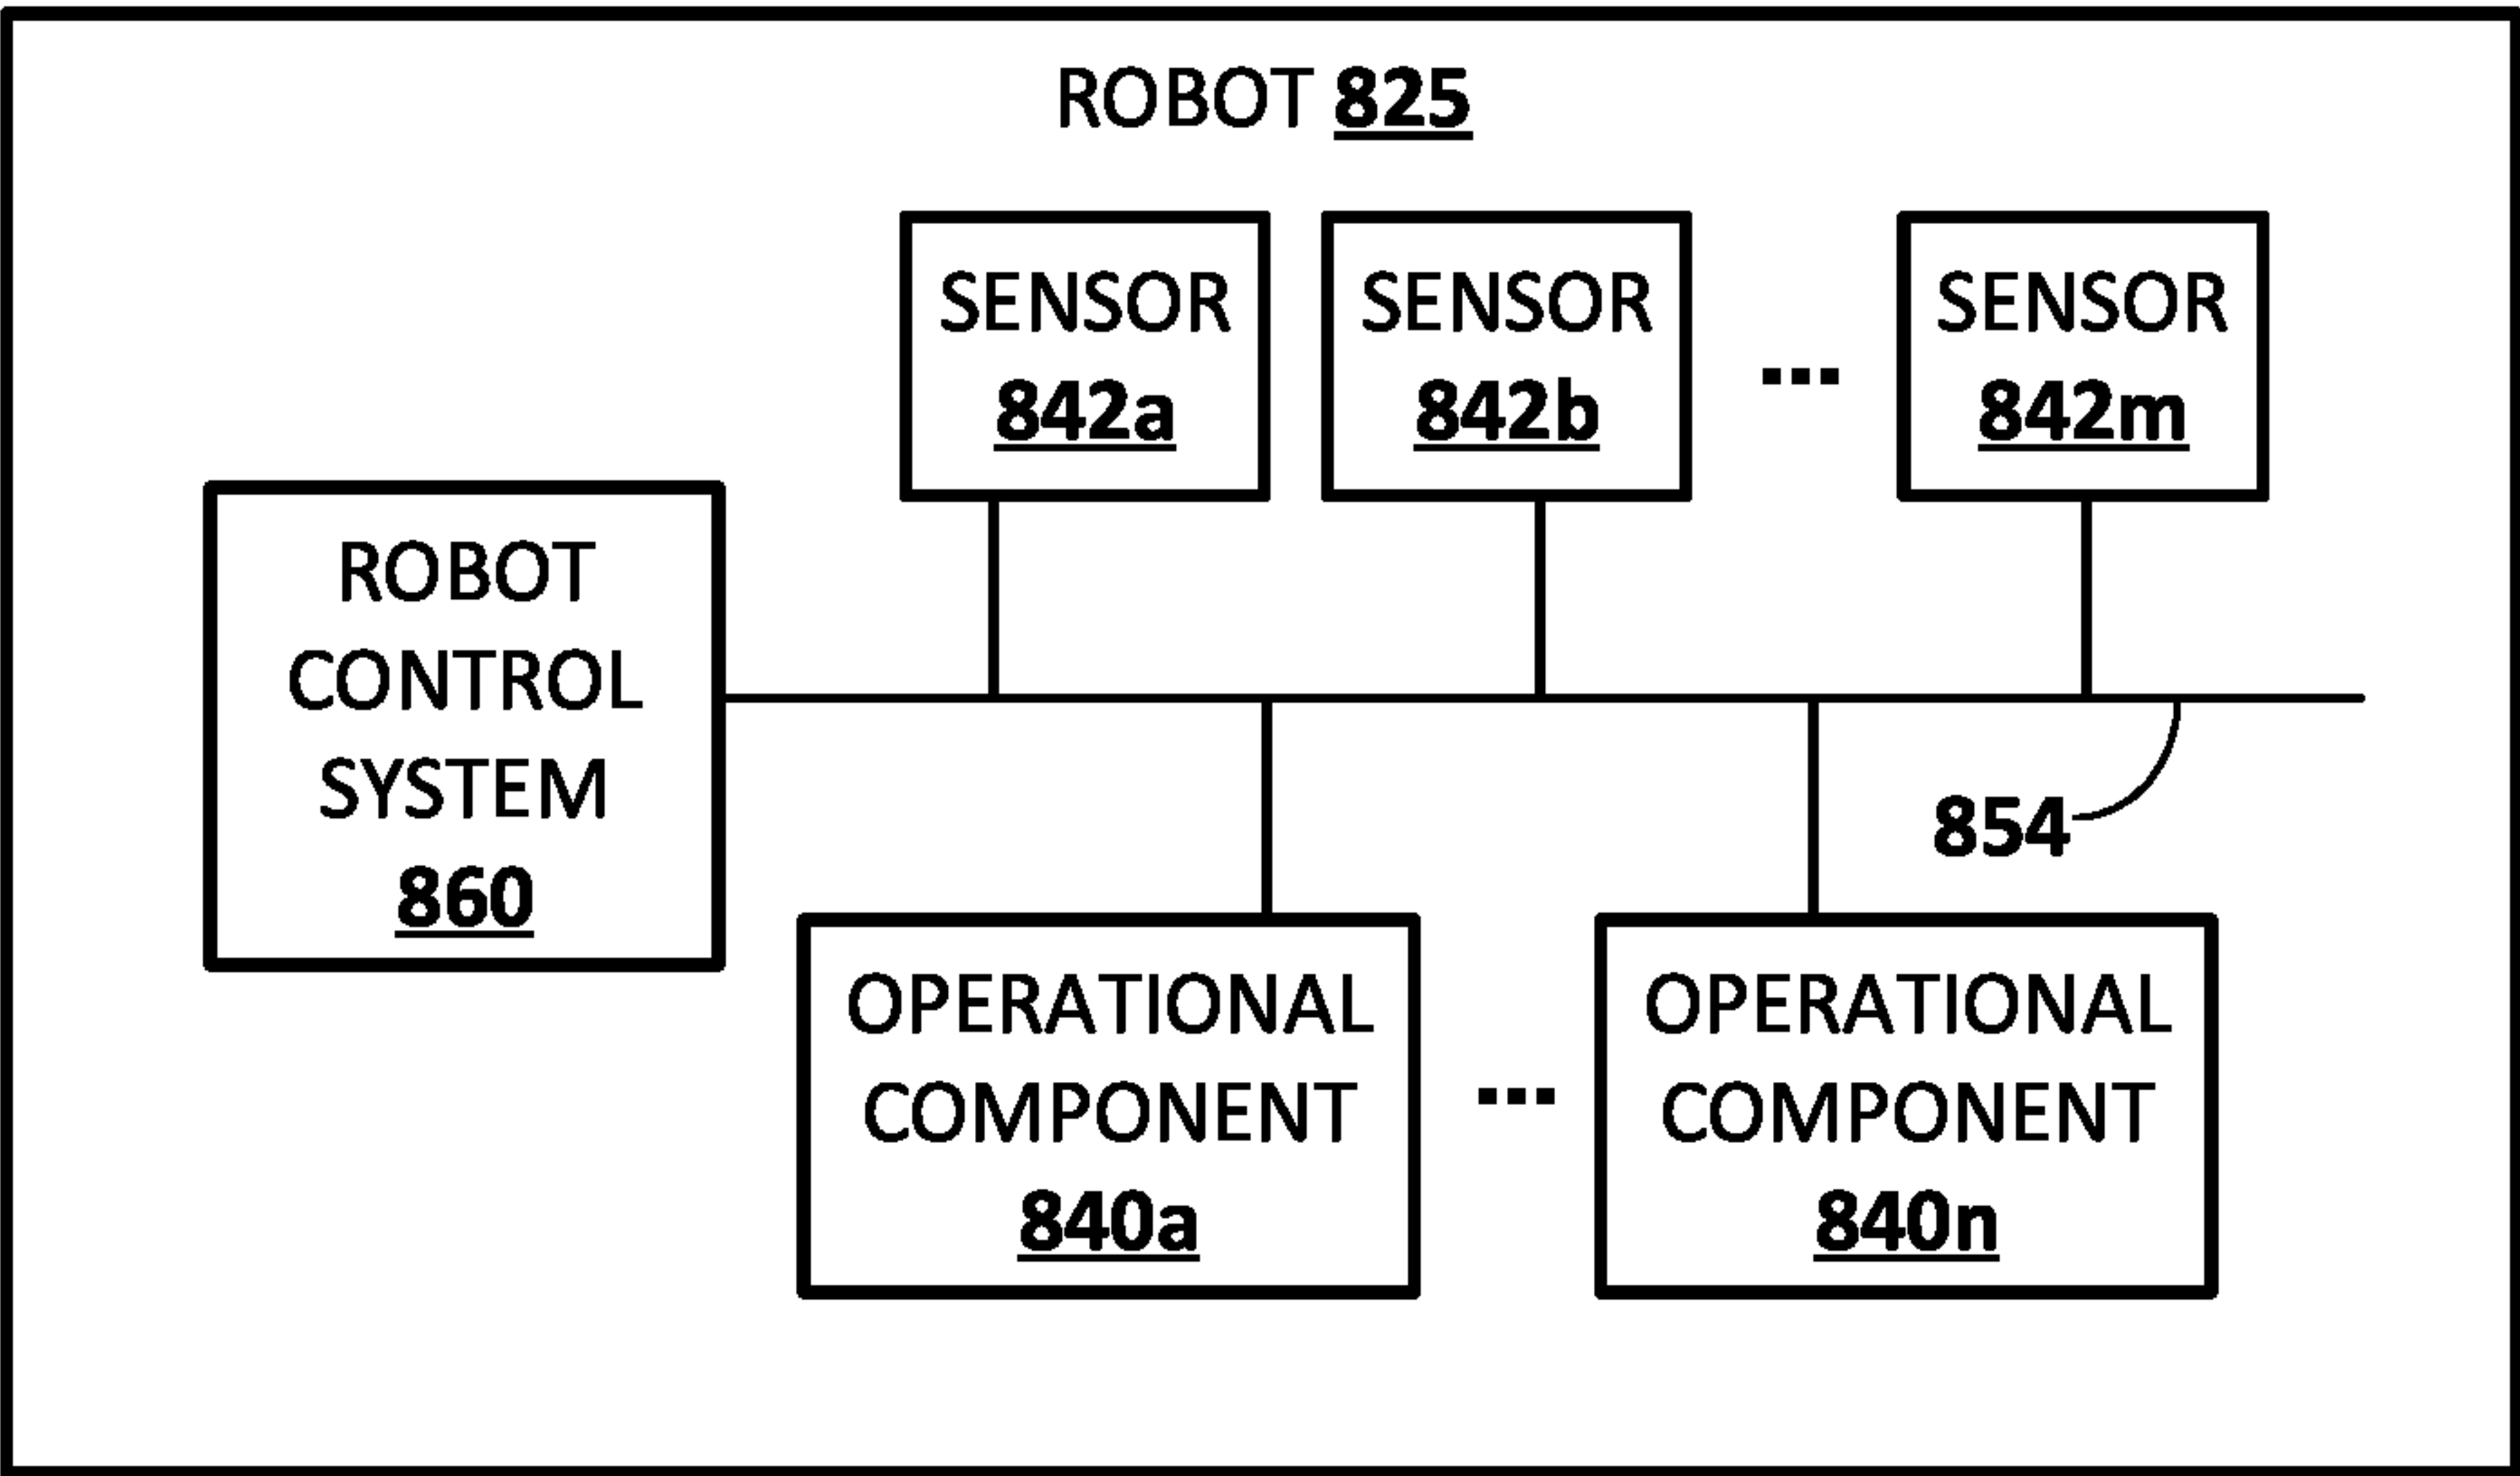 ROBOT 825
SENSOR
842a
SENSOR
842b
...
SENSOR
842m
ROBOT
CONTROL
SYSTEM
860
854
OPERATIONAL
COMPONENT
840a
...
OPERATIONAL
COMPONENT
840n